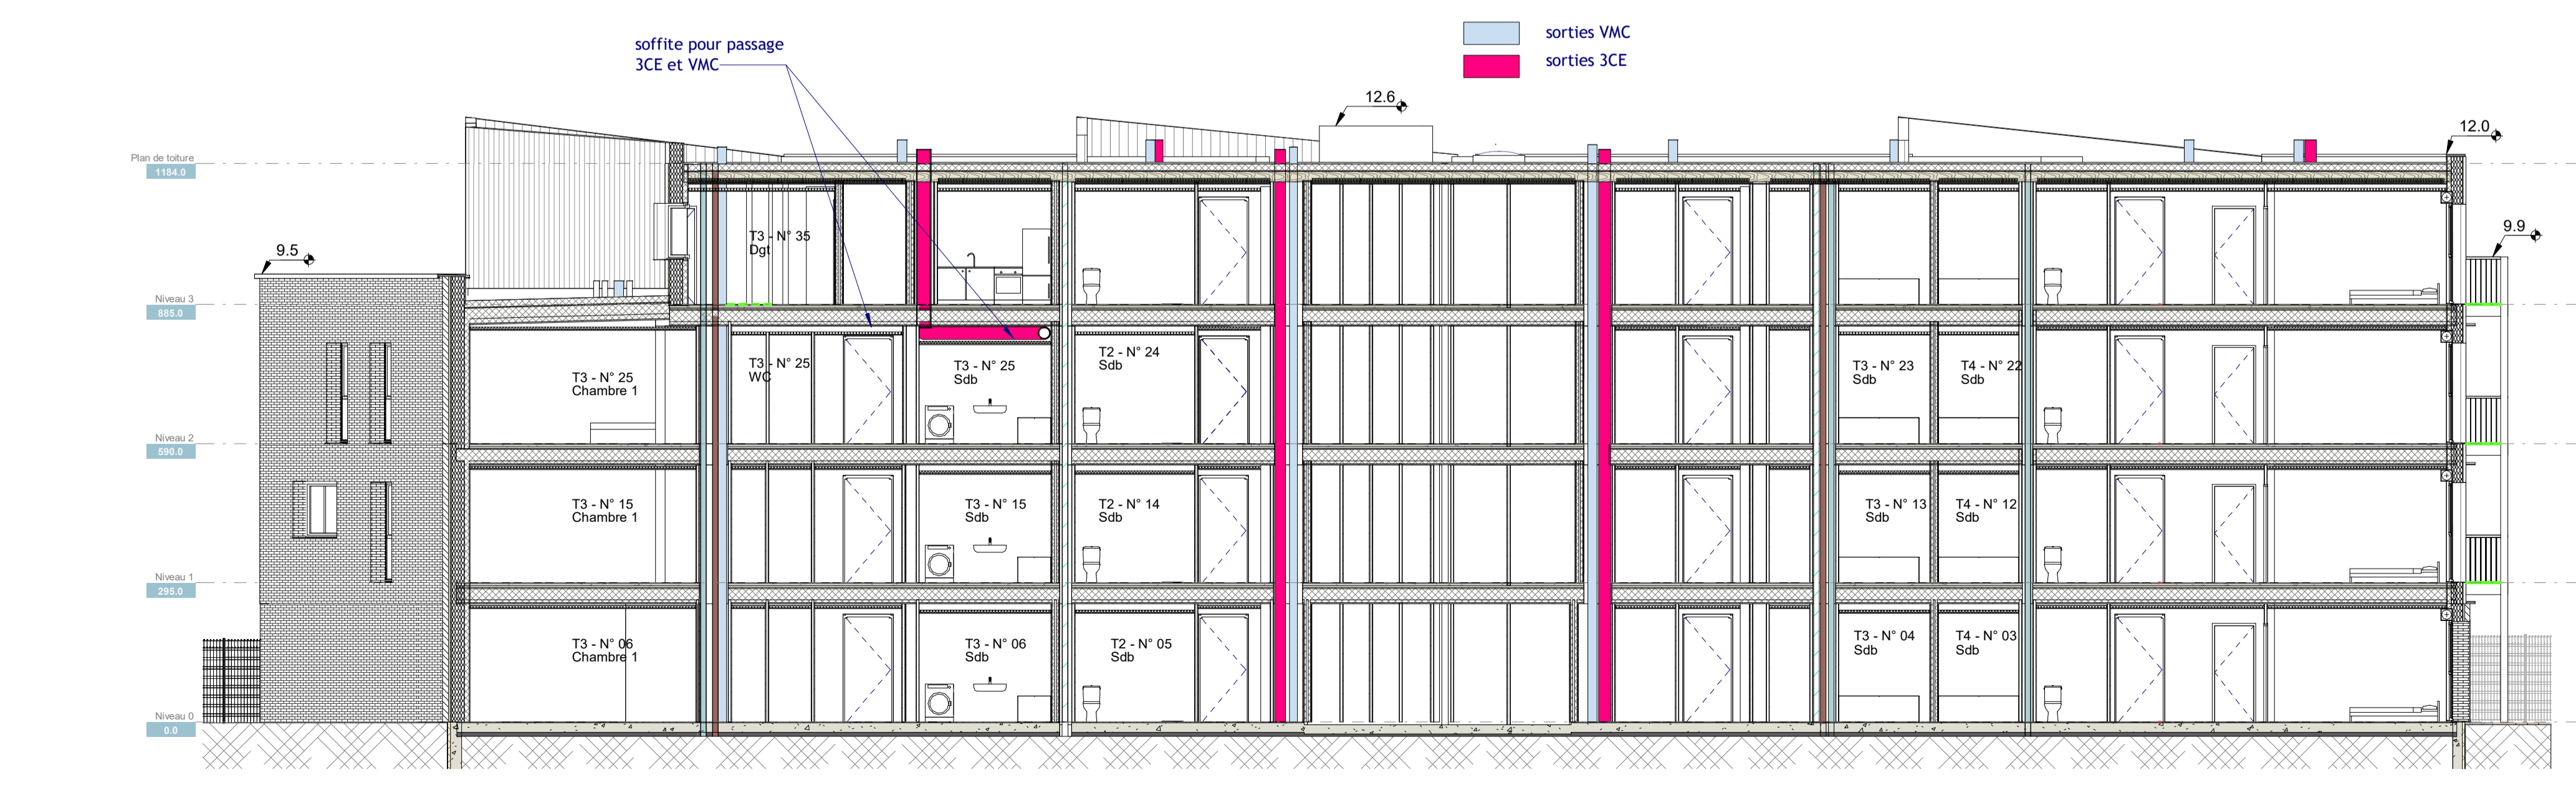 sorties VMC
sorties 3CE
soffite pour passage
3CE et VMC
12.6
12.0
Plan de toiture
1184.0
9.5
9.9
T3 - N° 35
Dgt
Niveau 3
885.0
T3 - N° 25
Chambre 1
T3 - N° 25
WC
T3 - N° 25
Sdb
T2 - N° 24
Sdb
T3 - N° 23
Sdb
T4 - N° 22
Sdb
Niveau 2
590.0
T3 - N° 15
Chambre 1
T3 - N° 15
Sdb
T2 - N° 14
Sdb
T3 - N° 13
Sdb
T4 - N° 12
Sdb
Niveau 1
295.0
T3 - N° 06
Chambre 1
T3 - N° 06
Sdb
T2 - N° 05
Sdb
T3 - N° 04
Sdb
T4 - N° 03
Sdb
Niveau 0
0.0